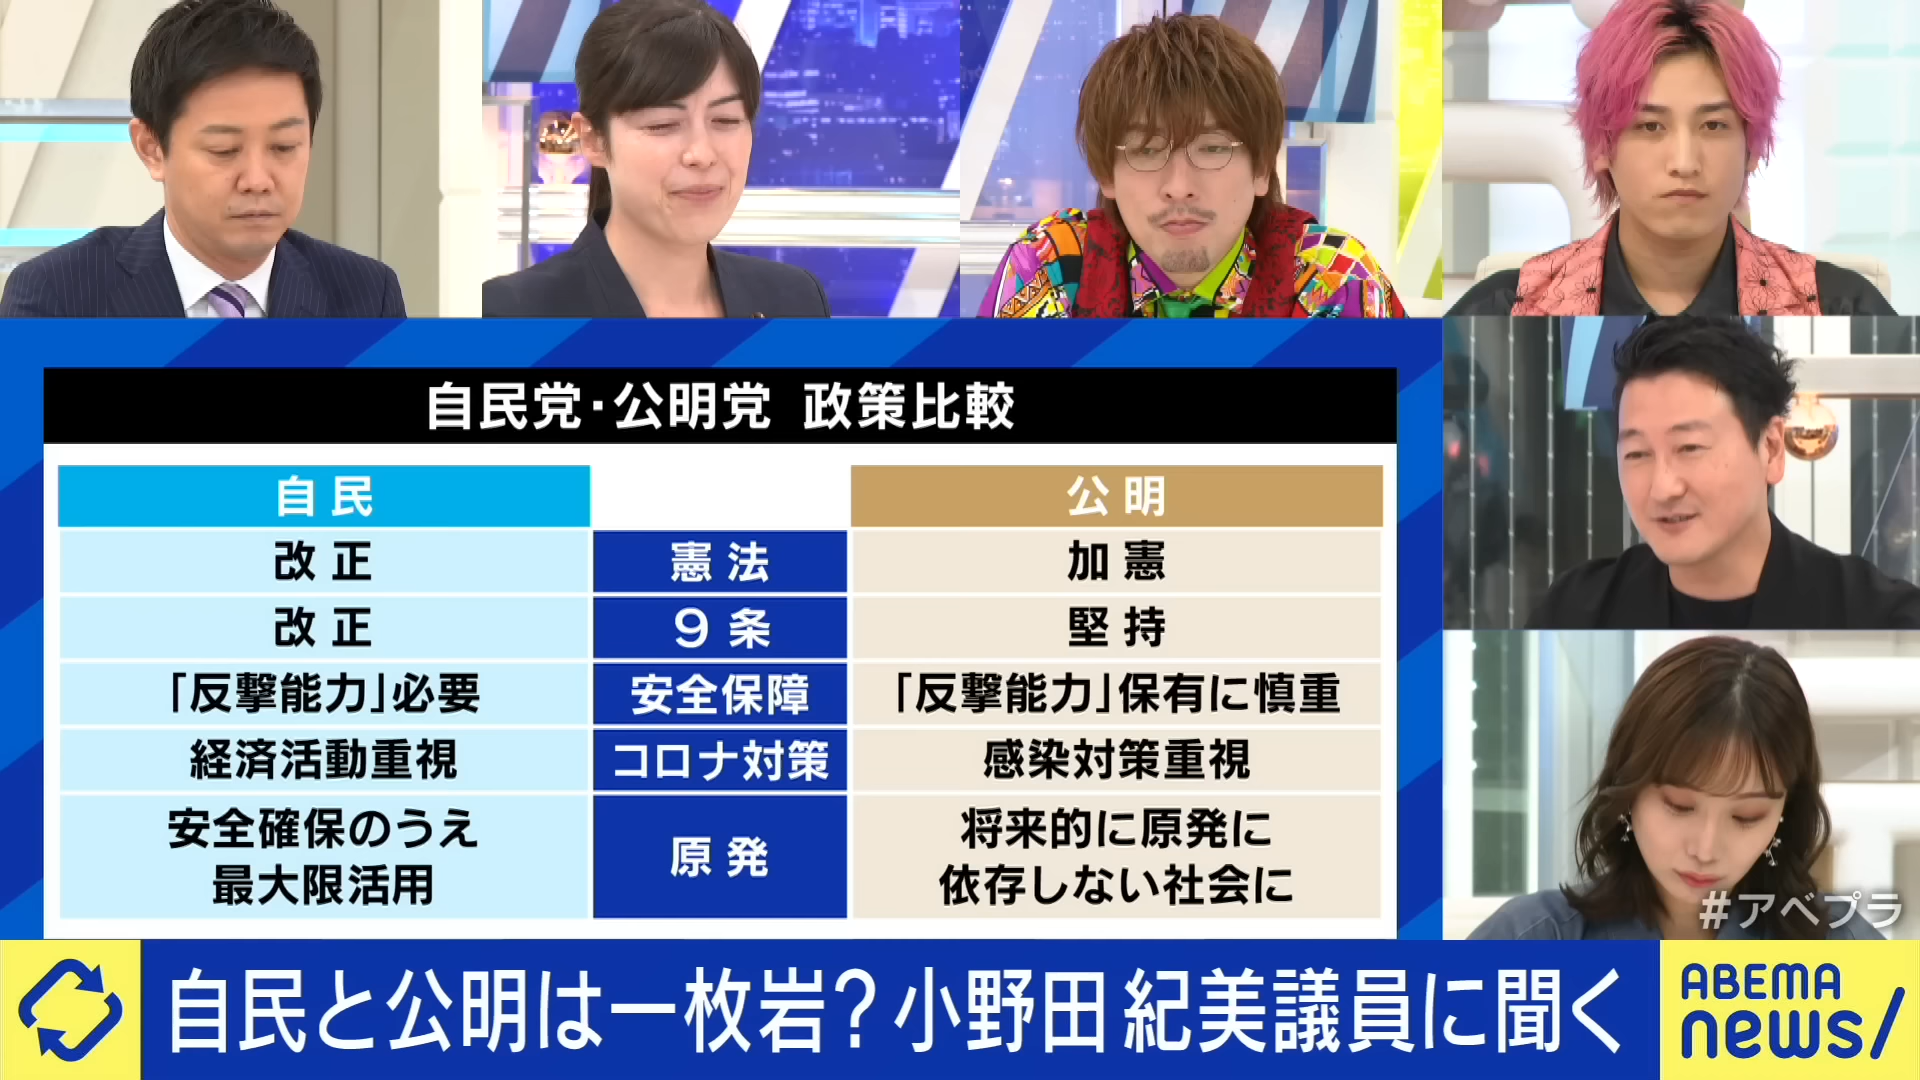 自民党・公明党 政策比較
自民
公明
改正
憲法
加憲
改正
9条
堅持
「反撃能力」必要
安全保障
「反撃能力」保有に慎重
経済活動重視
コロナ対策
感染対策重視
安全確保のうえ
最大限活用
原発
将来的に原発に
依存しない社会に
#アベプラ
自民と公明は一枚岩?小野田紀美議員に聞く
ABEMA
news/